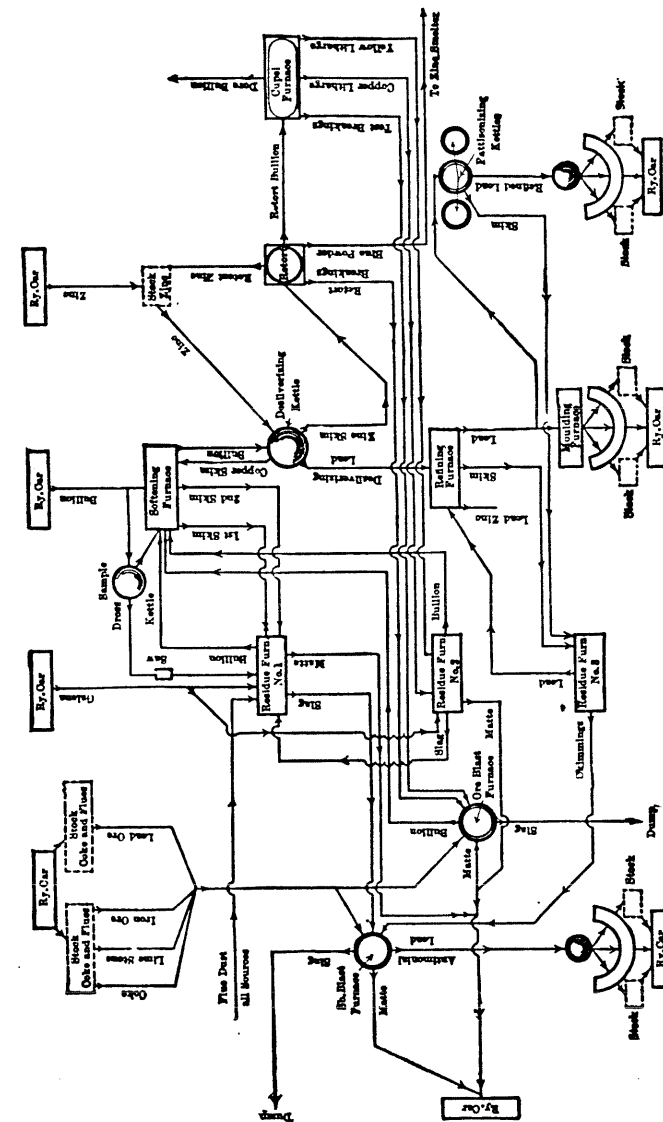 Ry. Car
Stock
Coke and Fluxes
Stock
Coke and Fluxes
Coke
Lime Stone
Iron Ore
Lead Ore
Flue Dust
all Sources
Ry. Car
Galena
Saw
Dross
Sample
Kettle
Ry. Car
Bullion
Softening
Furnace
Bullion
Copper Skim
2nd Skim
1st Skim
Ry. Car
Zinc
Stock
Zinc
Zinc
Retort Zinc
Desilverizing
Kettle
Zinc Skim
Desilverizing
Lead
Retort
Retort Bullion
Blue Powder
Retort
Breakings
Dore Bullion
Cupel
Furnace
Yellow Litharge
Copper Litharge
Test Breakings
To Zinc Smelter
Bullion
Residue Furn
No.1
Matte
Slag
Bullion
Residue Furn
No.2
Slag
Matte
Refining
Furnace
Lead
Skim
Lead Zinc
Lead
Residue Furn
No.3
Skimmings
Pattisonizing
Kettles
Refined Lead
Skim
Stock
Stock
Ry. Car
Moulding
Furnace
Stock
Stock
Ry. Car
Ore Blast
Furnace
Bullion
Matte
Slag
Dump,
Slag
Sb. Blast
Furnace
Matte
Antimonial
Lead
Dump
Ry. Car
Stock
Stock
Ry. Car